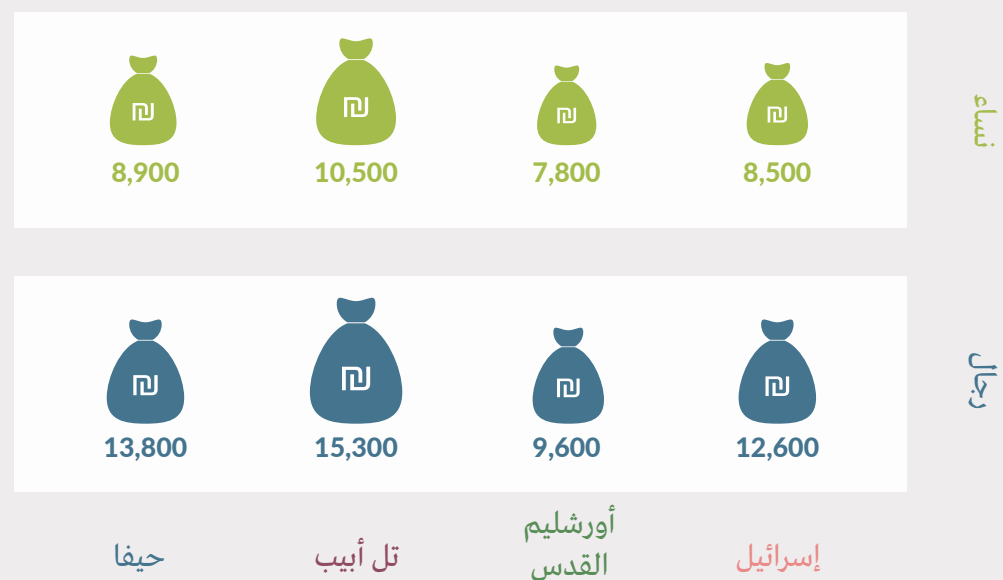 نساء
₪ ₪ ₪ ₪
8,900 10,500 7,800 8,500
رجال
₪ ₪ ₪ ₪
13,800 15,300 9,600 12,600
إسرائيل
أورشليم
القدس
تل أبيب
حيفا